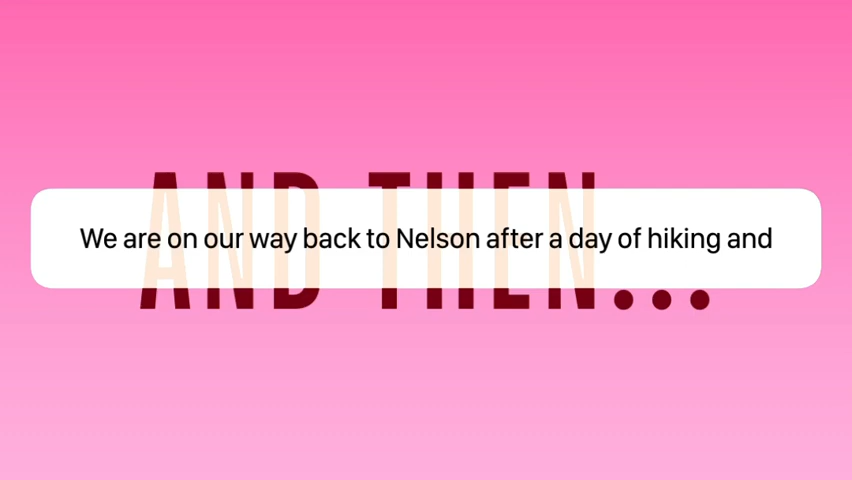 AND THEN...
We are on our way back to Nelson after a day of hiking and